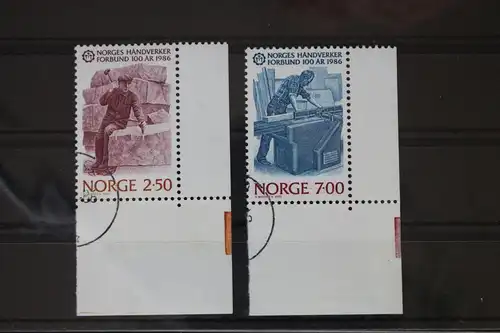 NORGES HÅNDVERKER
FORBUND 100 ÅR 1986
NORGE 2·50
NORGES HÅNDVERKER
FORBUND 100 ÅR 1986
NORGE 7·00